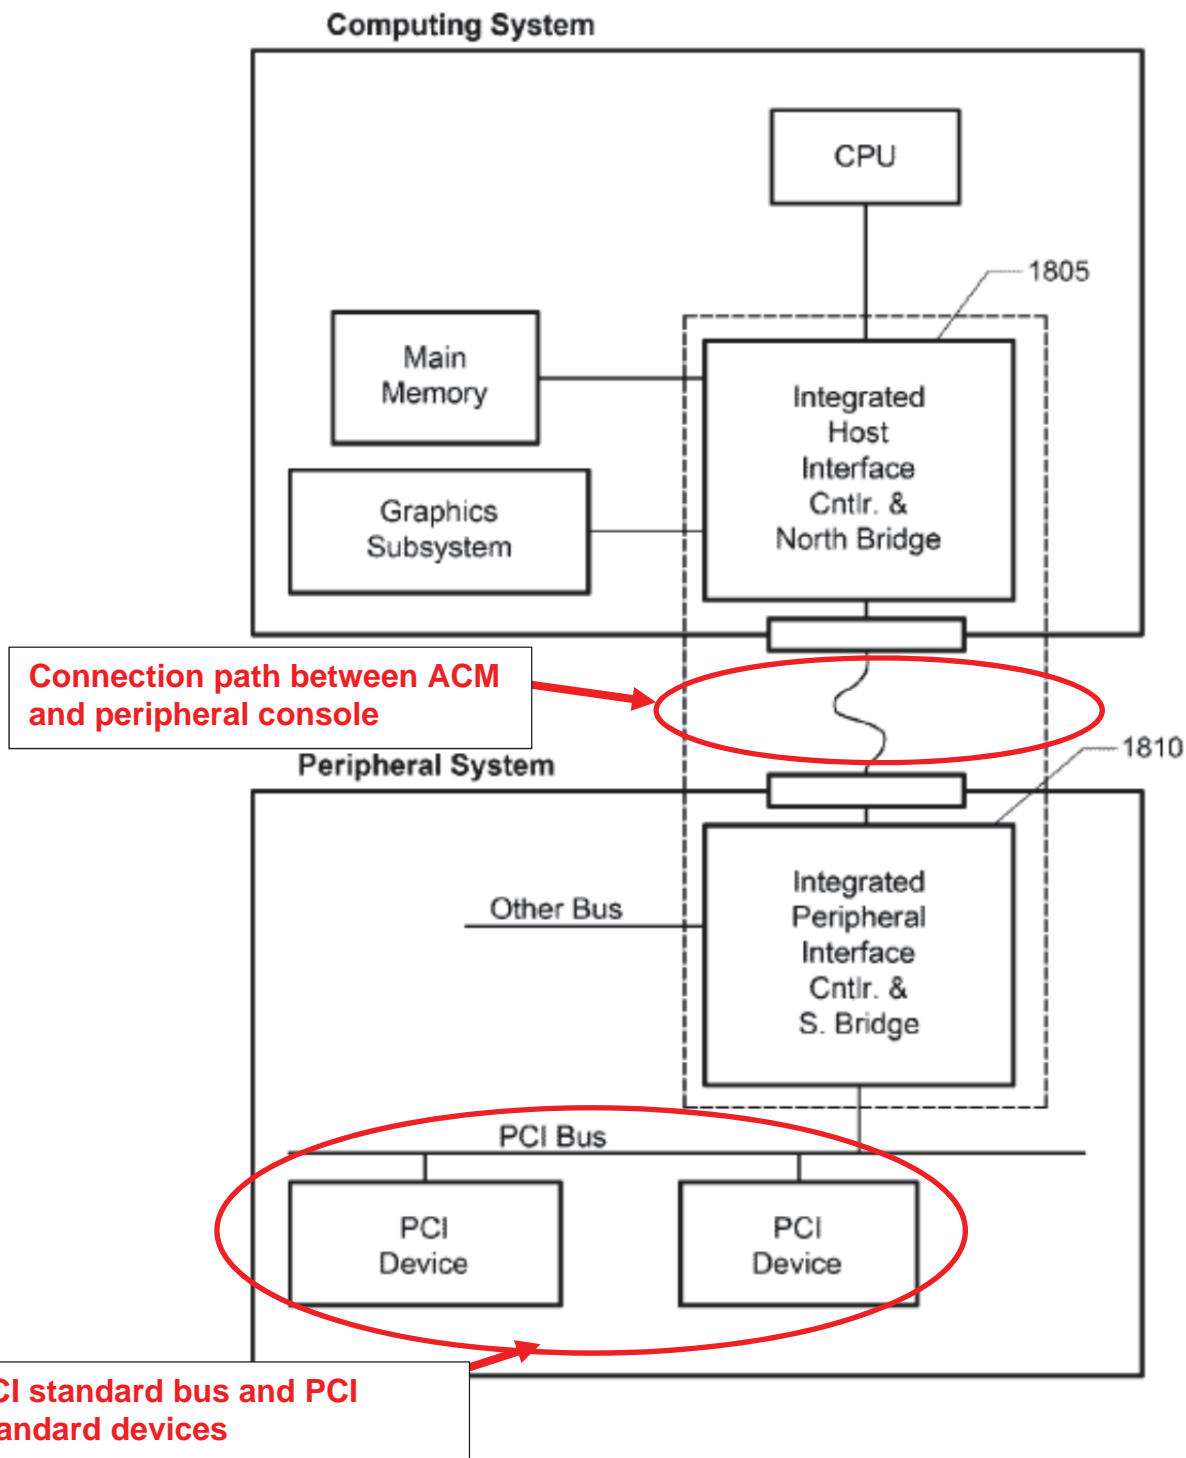 Computing System
CPU
1805
Main
Memory
Integrated
Host
Interface
Cntlr. &
North Bridge
Graphics
Subsystem
Connection path between ACM
and peripheral console
1810
Peripheral System
Integrated
Peripheral
Interface
Cntlr. &
S. Bridge
Other Bus
PCI Bus
PCI
Device
PCI
Device
CI standard bus and PCI
andard devices